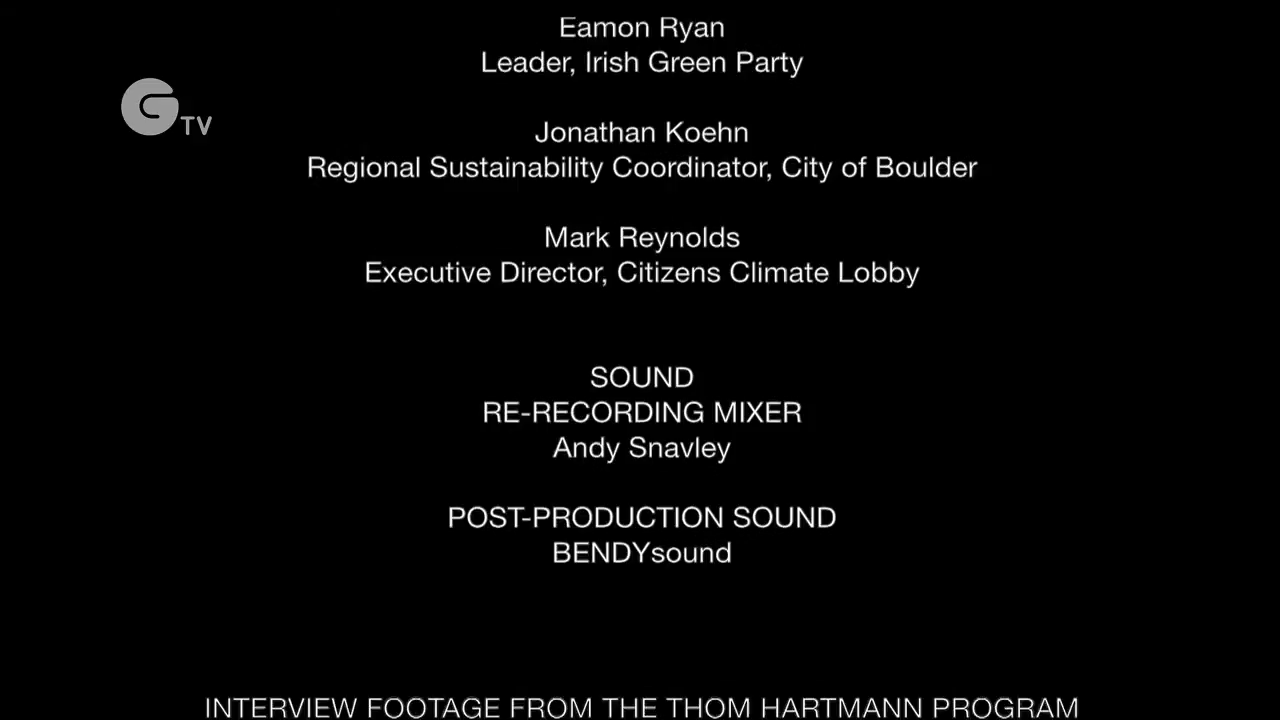 Eamon Ryan
Leader, Irish Green Party
G TV
Jonathan Koehn
Regional Sustainability Coordinator, City of Boulder
Mark Reynolds
Executive Director, Citizens Climate Lobby
SOUND
RE-RECORDING MIXER
Andy Snavley
POST-PRODUCTION SOUND
BENDYsound
INTERVIEW FOOTAGE FROM THE THOM HARTMANN PROGRAM